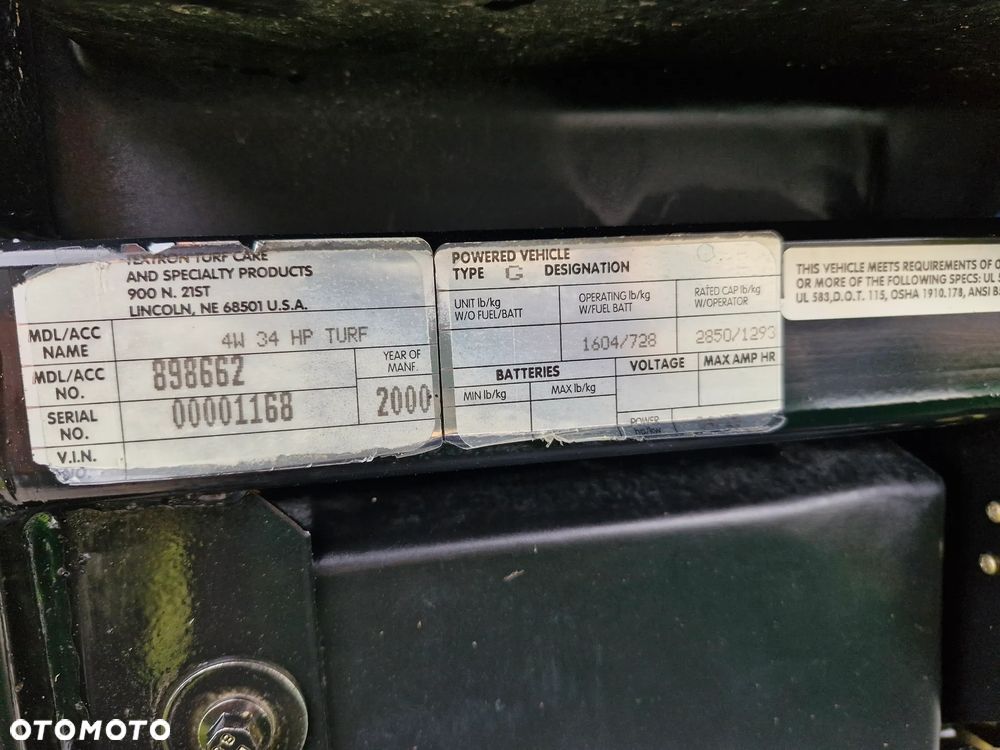 TEXTRON TURF CARE
AND SPECIALTY PRODUCTS
900 N. 21ST
LINCOLN, NE 68501 U.S.A.
MDL/ACC NAME
4W 34 HP TURF
MDL/ACC NO.
898662
YEAR OF MANF.
2000
SERIAL NO.
00001168
V.I.N.
POWERED VEHICLE
TYPE G DESIGNATION
UNIT lb/kg
W/O FUEL/BATT
OPERATING lb/kg
W/FUEL BATT
1604/728
RATED CAP lb/kg
W/OPERATOR
2850/1293
BATTERIES
MIN lb/kg
MAX lb/kg
VOLTAGE
MAX AMP HR
POWER
hp/kw
THIS VEHICLE MEETS REQUIREMENTS OF O
OR MORE OF THE FOLLOWING SPECS: UL
UL 583, D.O.T. 115, OSHA 1910.178, ANSI B
OTOMOTO